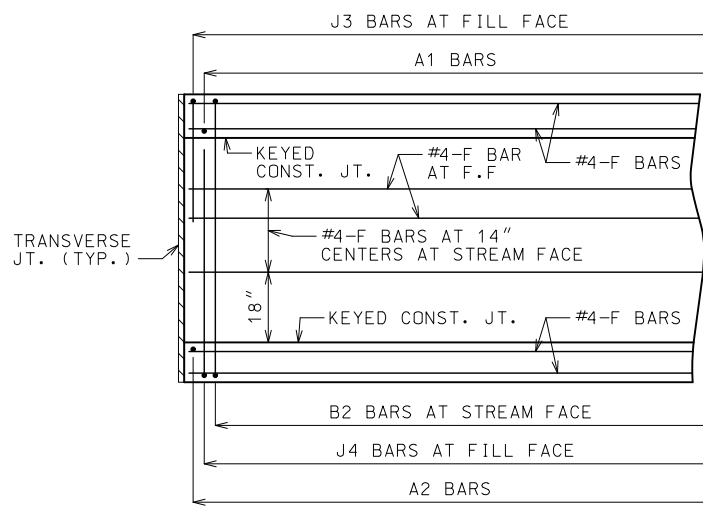 J3 BARS AT FILL FACE
A1 BARS
KEYED
CONST. JT.
#4-F BAR
AT F.F
#4-F BARS
TRANSVERSE
JT. (TYP.)
#4-F BARS AT 14"
CENTERS AT STREAM FACE
18"
KEYED CONST. JT.
#4-F BARS
B2 BARS AT STREAM FACE
J4 BARS AT FILL FACE
A2 BARS